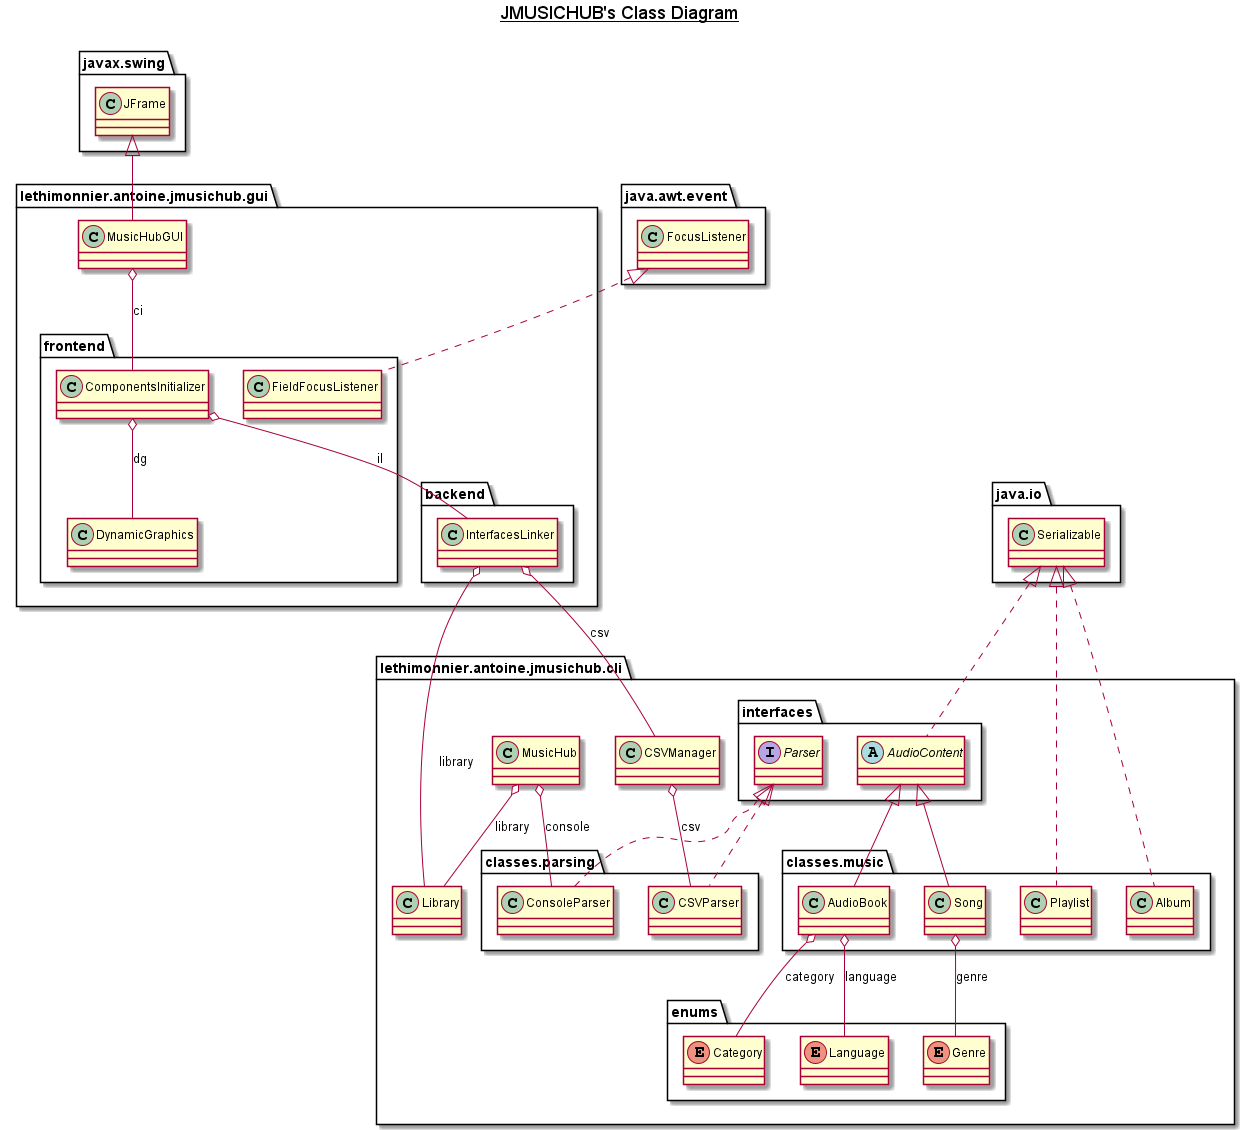 JMUSICHUB's Class Diagram
javax.swing
C JFrame
lethimonnier.antoine.jmusichub.gui
java.awt.event
C MusicHubGUI
C FocusListener
ci
frontend
C ComponentsInitializer
C FieldFocusListener
dg
il
backend
java.io
C DynamicGraphics
C InterfacesLinker
C Serializable
csv
lethimonnier.antoine.jmusichub.cli
interfaces
C MusicHub
C CSVManager
I Parser
A AudioContent
library
library
console
csv
classes.parsing
classes.music
C Library
C ConsoleParser
C CSVParser
C AudioBook
C Song
C Playlist
C Album
category
language
genre
enums
E Category
E Language
E Genre